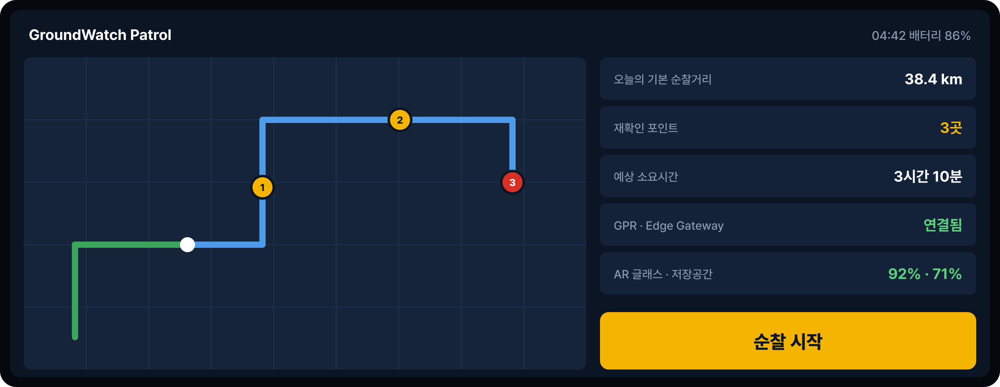 GroundWatch Patrol
04:42 배터리 86%
오늘의 기본 순찰거리
38.4 km
재확인 포인트
3곳
예상 소요시간
3시간 10분
GPR · Edge Gateway
연결됨
AR 글래스 · 저장공간
92% · 71%
2
1
3
순찰 시작